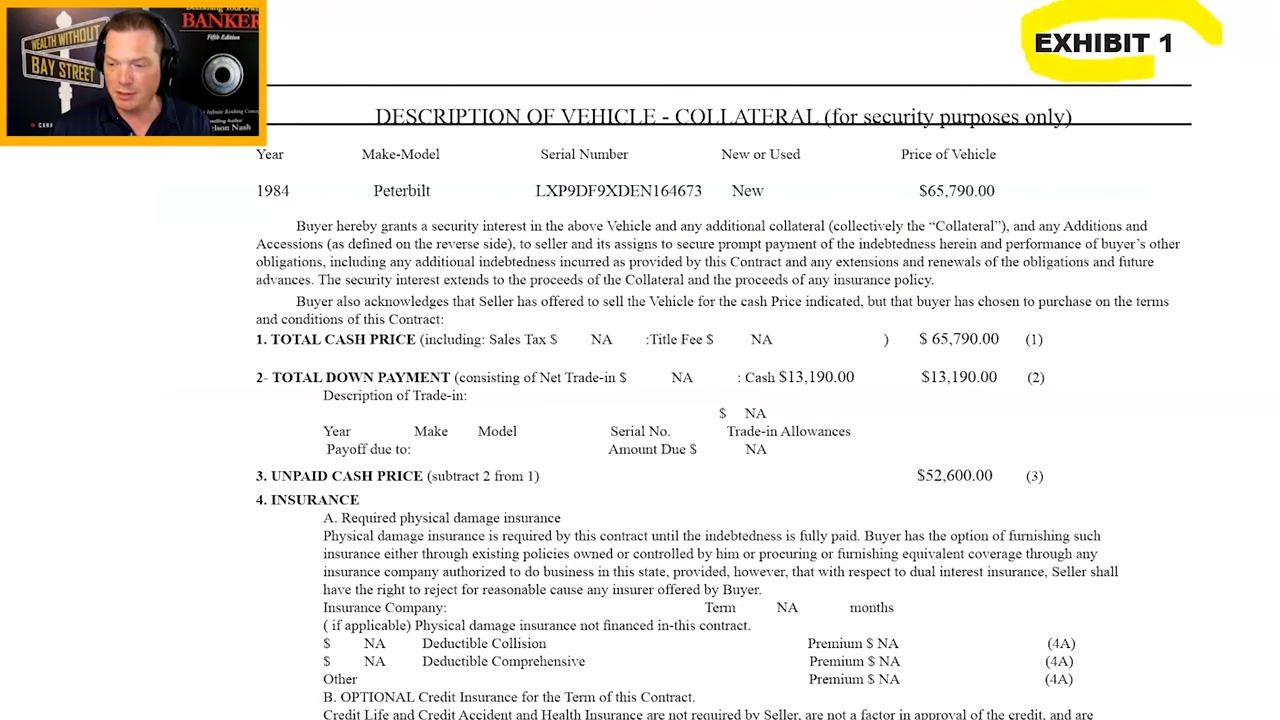 WEALTH WITHOUT
BAY STREET
CANA
Becoming Your Own
BANKER
Fifth Edition
Infinite Banking Conce
Nash
EXHIBIT 1
DESCRIPTION OF VEHICLE - COLLATERAL (for security purposes only)
Year Make-Model Serial Number New or Used Price of Vehicle
1984 Peterbilt LXP9DF9XDEN164673 New $65,790.00
Buyer hereby grants a security interest in the above Vehicle and any additional collateral (collectively the “Collateral”), and any Additions and
Accessions (as defined on the reverse side), to seller and its assigns to secure prompt payment of the indebtedness herein and performance of buyer’s other
obligations, including any additional indebtedness incurred as provided by this Contract and any extensions and renewals of the obligations and future
advances. The security interest extends to the proceeds of the Collateral and the proceeds of any insurance policy.
Buyer also acknowledges that Seller has offered to sell the Vehicle for the cash Price indicated, but that buyer has chosen to purchase on the terms
and conditions of this Contract:
1. TOTAL CASH PRICE (including: Sales Tax $ NA :Title Fee $ NA ) $ 65,790.00 (1)
2- TOTAL DOWN PAYMENT (consisting of Net Trade-in $ NA : Cash $13,190.00 $13,190.00 (2)
Description of Trade-in:
$ NA
Year Make Model Serial No. Trade-in Allowances
Payoff due to: Amount Due $ NA
3. UNPAID CASH PRICE (subtract 2 from 1) $52,600.00 (3)
4. INSURANCE
A. Required physical damage insurance
Physical damage insurance is required by this contract until the indebtedness is fully paid. Buyer has the option of furnishing such
insurance either through existing policies owned or controlled by him or procuring or furnishing equivalent coverage through any
insurance company authorized to do business in this state, provided, however, that with respect to dual interest insurance, Seller shall
have the right to reject for reasonable cause any insurer offered by Buyer.
Insurance Company: Term NA months
( if applicable) Physical damage insurance not financed in-this contract.
$ NA Deductible Collision Premium $ NA (4A)
$ NA Deductible Comprehensive Premium $ NA (4A)
Other Premium $ NA (4A)
B. OPTIONAL Credit Insurance for the Term of this Contract.
Credit Life and Credit Accident and Health Insurance are not required by Seller, are not a factor in approval of the credit, and are